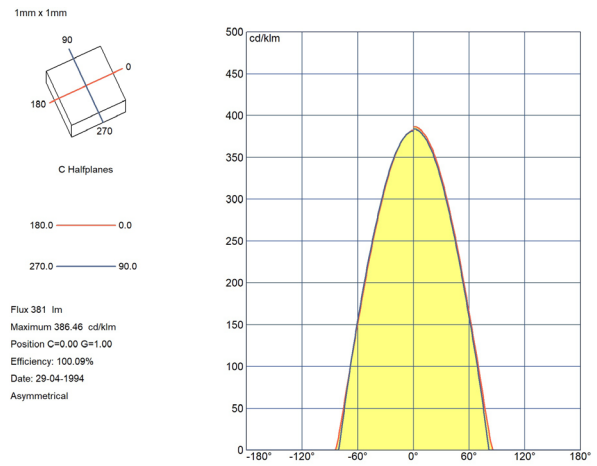 1mm x 1mm
90
0
180
270
C Halfplanes
180.0 0.0
270.0 90.0
Flux 381 lm
Maximum 386.46 cd/klm
Position C=0.00 G=1.00
Efficiency: 100.09%
Date: 29-04-1994
Asymmetrical
500
cd/klm
450
400
350
300
250
200
150
100
50
0
-180° -120° -60° 0° 60° 120° 180°